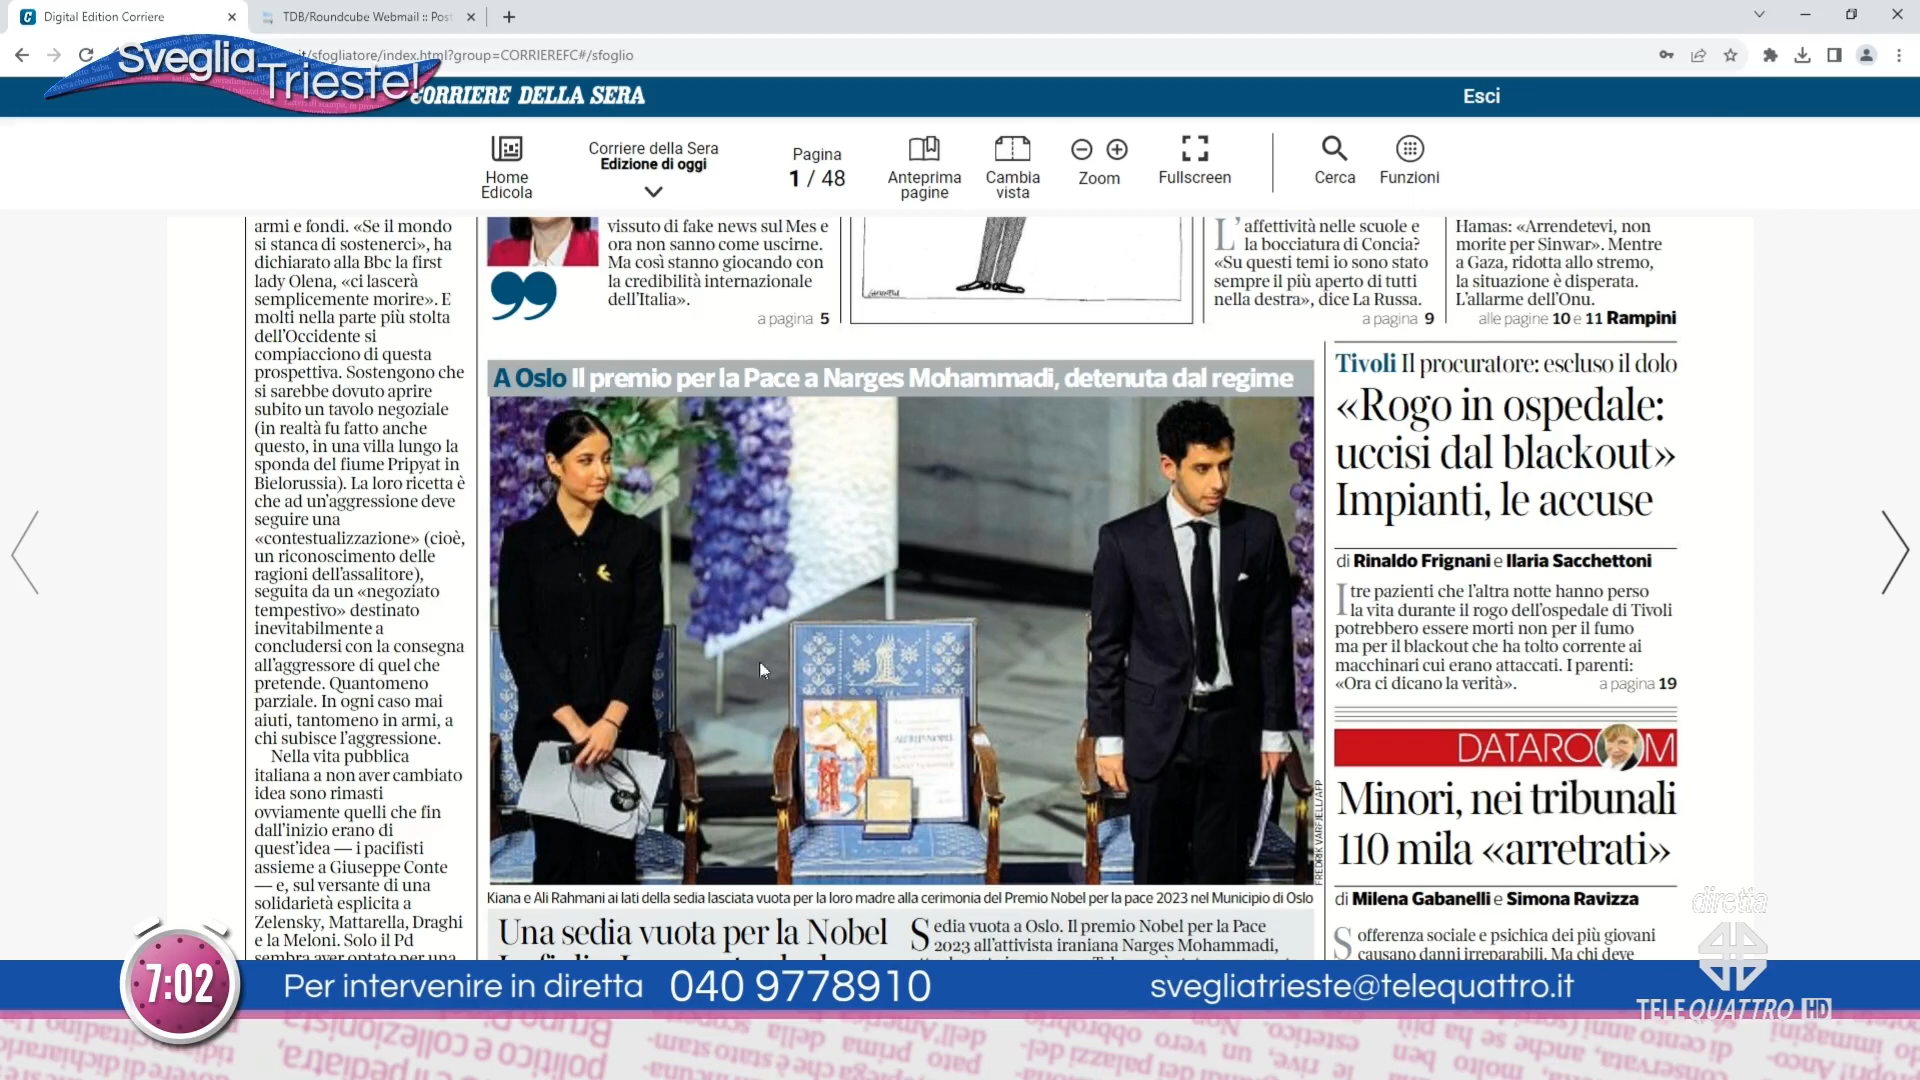 Digital Edition Corriere
TDB/Roundcube Webmail :: Post
it/sfogliatore/index.html?group=CORRIEREFC#/sfoglio
Sveglia
Trieste!
CORRIERE DELLA SERA
Esci
Home
Edicola
Corriere della Sera
Edizione di oggi
Pagina
1 / 48
Anteprima
pagine
Cambia
vista
Zoom
Fullscreen
Cerca
Funzioni
armi e fondi. «Se il mondo
si stanca di sostenerci», ha
dichiarato alla Bbc la first
lady Olena, «ci lascerà
semplicemente morire». E
molti nella parte più stolta
dell'Occidente si
compiacciono di questa
prospettiva. Sostengono che
si sarebbe dovuto aprire
subito un tavolo negoziale
(in realtà fu fatto anche
questo, in una villa lungo la
sponda del fiume Pripyat in
Bielorussia). La loro ricetta è
che ad un'aggressione deve
seguire una
«contestualizzazione» (cioè,
un riconoscimento delle
ragioni dell'assalitore),
seguita da un «negoziato
tempestivo» destinato
inevitabilmente a
concludersi con la consegna
all'aggressore di quel che
pretende. Quantomeno
parziale. In ogni caso mai
aiuti, tantomeno in armi, a
chi subisce l'aggressione.
Nella vita pubblica
italiana a non aver cambiato
idea sono rimasti
ovviamente quelli che fin
dall'inizio erano di
quest'idea — i pacifisti
assieme a Giuseppe Conte
— e, sul versante di una
solidarietà esplicita a
Zelensky, Mattarella, Draghi
e la Meloni. Solo il Pd
sembra aver optato per una
vissuto di fake news sul Mes e
ora non sanno come uscirne.
Ma così stanno giocando con
la credibilità internazionale
dell'Italia».
a pagina 5
GIANNELLI
L'affettività nelle scuole e
la bocciatura di Concia?
«Su questi temi io sono stato
sempre il più aperto di tutti
nella destra», dice La Russa.
a pagina 9
Hamas: «Arrendetevi, non
morite per Sinwar». Mentre
a Gaza, ridotta allo stremo,
la situazione è disperata.
L'allarme dell'Onu.
alle pagine 10 e 11 Rampini
A Oslo Il premio per la Pace a Narges Mohammadi, detenuta dal regime
FREDRIK VARFJELL/AFP
Kiana e Ali Rahmani ai lati della sedia lasciata vuota per la loro madre alla cerimonia del Premio Nobel per la pace 2023 nel Municipio di Oslo
Una sedia vuota per la Nobel
Sedia vuota a Oslo. Il premio Nobel per la Pace
2023 all'attivista iraniana Narges Mohammadi,
Tivoli Il procuratore: escluso il dolo
«Rogo in ospedale:
uccisi dal blackout»
Impianti, le accuse
di Rinaldo Frignani e Ilaria Sacchettoni
I tre pazienti che l'altra notte hanno perso
la vita durante il rogo dell'ospedale di Tivoli
potrebbero essere morti non per il fumo
ma per il blackout che ha tolto corrente ai
macchinari cui erano attaccati. I parenti:
«Ora ci dicano la verità».
a pagina 19
DATAROOM
Minori, nei tribunali
110 mila «arretrati»
di Milena Gabanelli e Simona Ravizza
Sofferenza sociale e psichica dei più giovani
causano danni irreparabili. Ma chi deve
diretta
7:02
Per intervenire in diretta 040 9778910
svegliatrieste@telequattro.it
TELEQUATTRO HD